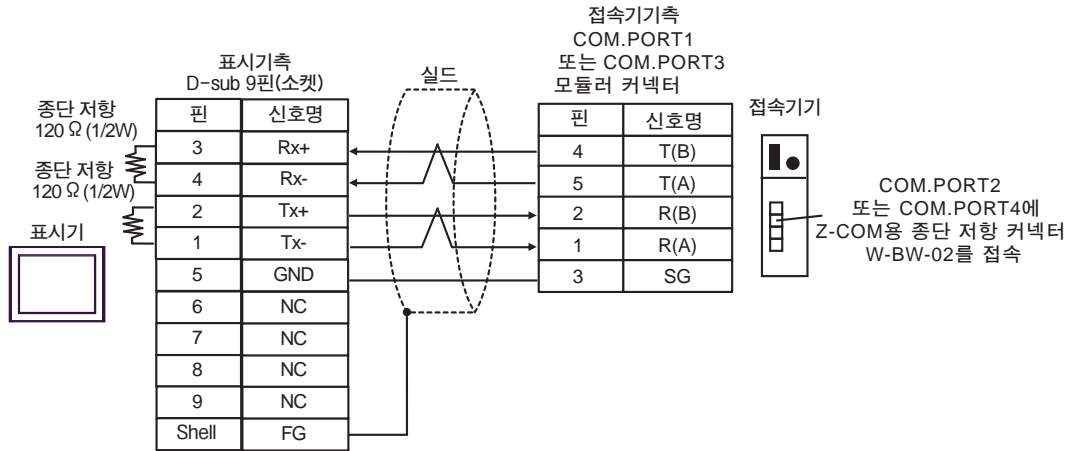 접속기기측
COM.PORT1
또는 COM.PORT3
모듈러 커넥터
표시기측
D-sub 9핀(소켓)
실드
종단 저항
120 Ω (1/2W)
종단 저항
120 Ω (1/2W)
표시기
핀 신호명
3 Rx+
4 Rx-
2 Tx+
1 Tx-
5 GND
6 NC
7 NC
8 NC
9 NC
Shell FG
핀 신호명
4 T(B)
5 T(A)
2 R(B)
1 R(A)
3 SG
접속기기
COM.PORT2
또는 COM.PORT4에
Z-COM용 종단 저항 커넥터
W-BW-02를 접속